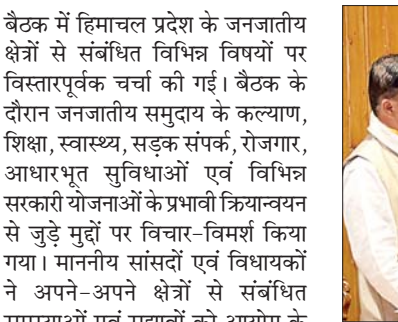 बैठक में हिमाचल प्रदेश के जनजातीय
क्षेत्रों से संबंधित विभिन्न विषयों पर
विस्तारपूर्वक चर्चा की गई। बैठक के
दौरान जनजातीय समुदाय के कल्याण,
शिक्षा, स्वास्थ्य, सड़क संपर्क, रोजगार,
आधारभूत सुविधाओं एवं विभिन्न
सरकारी योजनाओं के प्रभावी क्रियान्वयन
से जुड़े मुद्दों पर विचार-विमर्श किया
गया। माननीय सांसदों एवं विधायकों
ने अपने-अपने क्षेत्रों से संबंधित